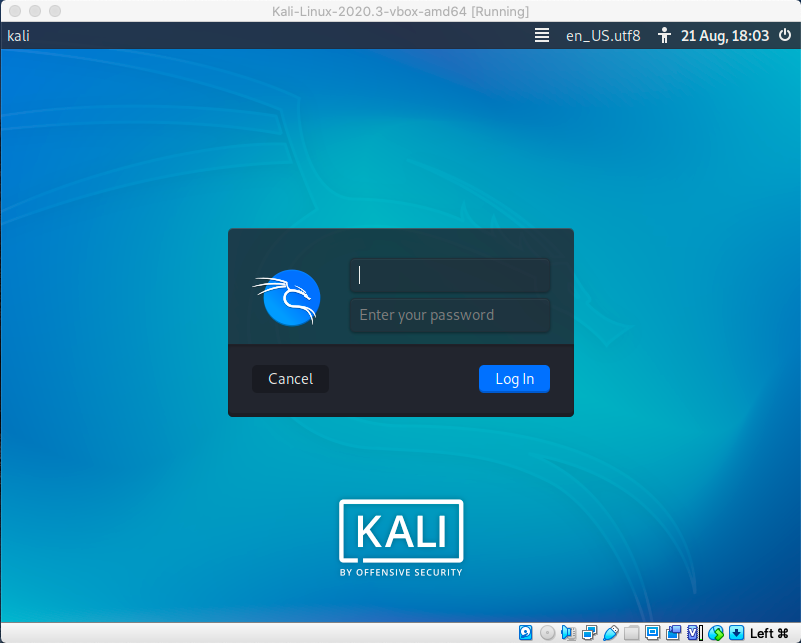 Kali-Linux-2020.3-vbox-amd64 [Running]
kali en_US.utf8 21 Aug, 18:03
Enter your password
Cancel Log In
KALI
BY OFFENSIVE SECURITY
Left ⌘